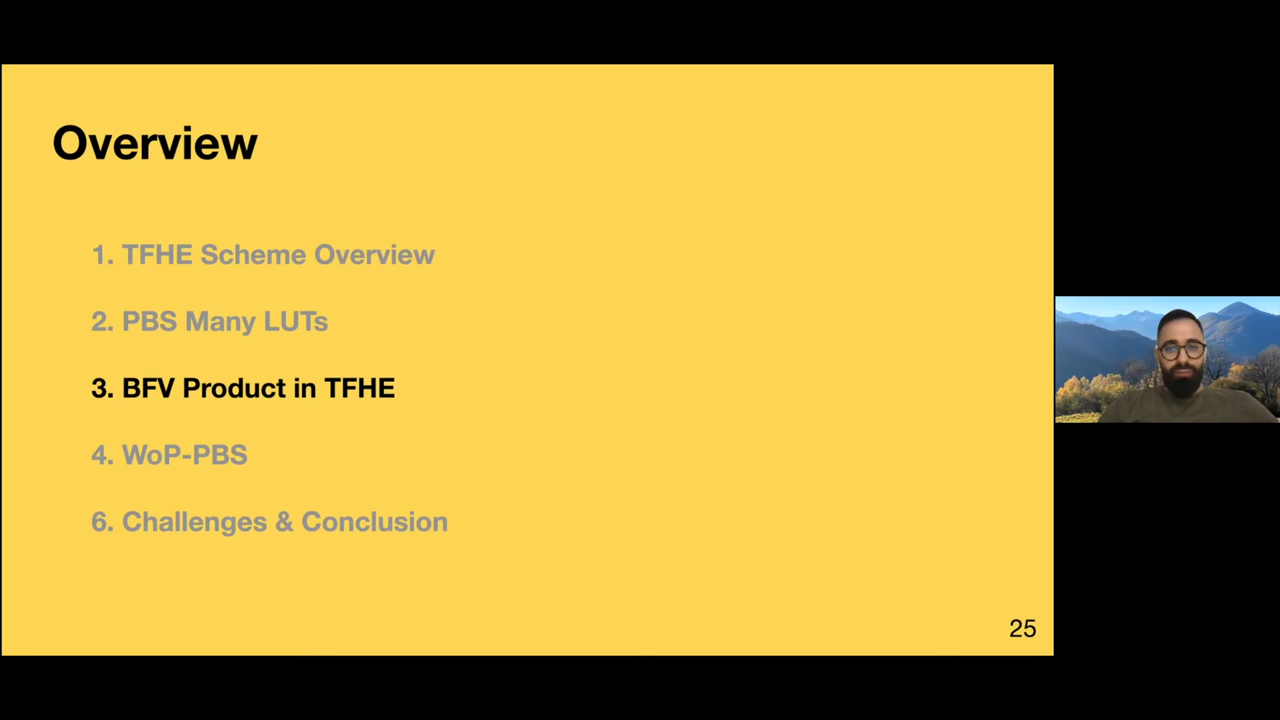 Overview
1. TFHE Scheme Overview
2. PBS Many LUTs
3. BFV Product in TFHE
4. WoP-PBS
6. Challenges & Conclusion
25